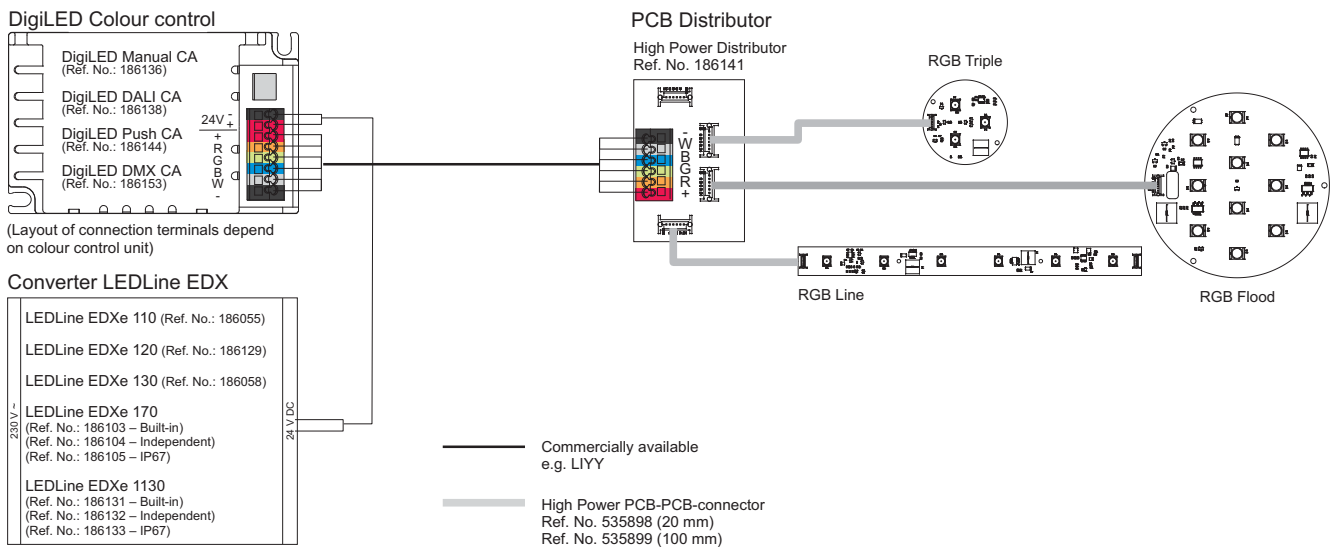 DigiLED Colour control
DigiLED Manual CA
(Ref. No.: 186136)
DigiLED DALI CA
(Ref. No.: 186138)
DigiLED Push CA
(Ref. No.: 186144)
DigiLED DMX CA
(Ref. No.: 186153)
24V -
+
+
R
G
B
W
-
(Layout of connection terminals depend
on colour control unit)
Converter LEDLine EDX
230 V ~
LEDLine EDXe 110 (Ref. No.: 186055)
LEDLine EDXe 120 (Ref. No.: 186129)
LEDLine EDXe 130 (Ref. No.: 186058)
LEDLine EDXe 170
(Ref. No.: 186103 – Built-in)
(Ref. No.: 186104 – Independent)
(Ref. No.: 186105 – IP67)
LEDLine EDXe 1130
(Ref. No.: 186131 – Built-in)
(Ref. No.: 186132 – Independent)
(Ref. No.: 186133 – IP67)
24 V DC
PCB Distributor
High Power Distributor
Ref. No. 186141
-
W
B
G
R
+
RGB Triple
RGB Line
RGB Flood
Commercially available
e.g. LIYY
High Power PCB-PCB-connector
Ref. No. 535898 (20 mm)
Ref. No. 535899 (100 mm)